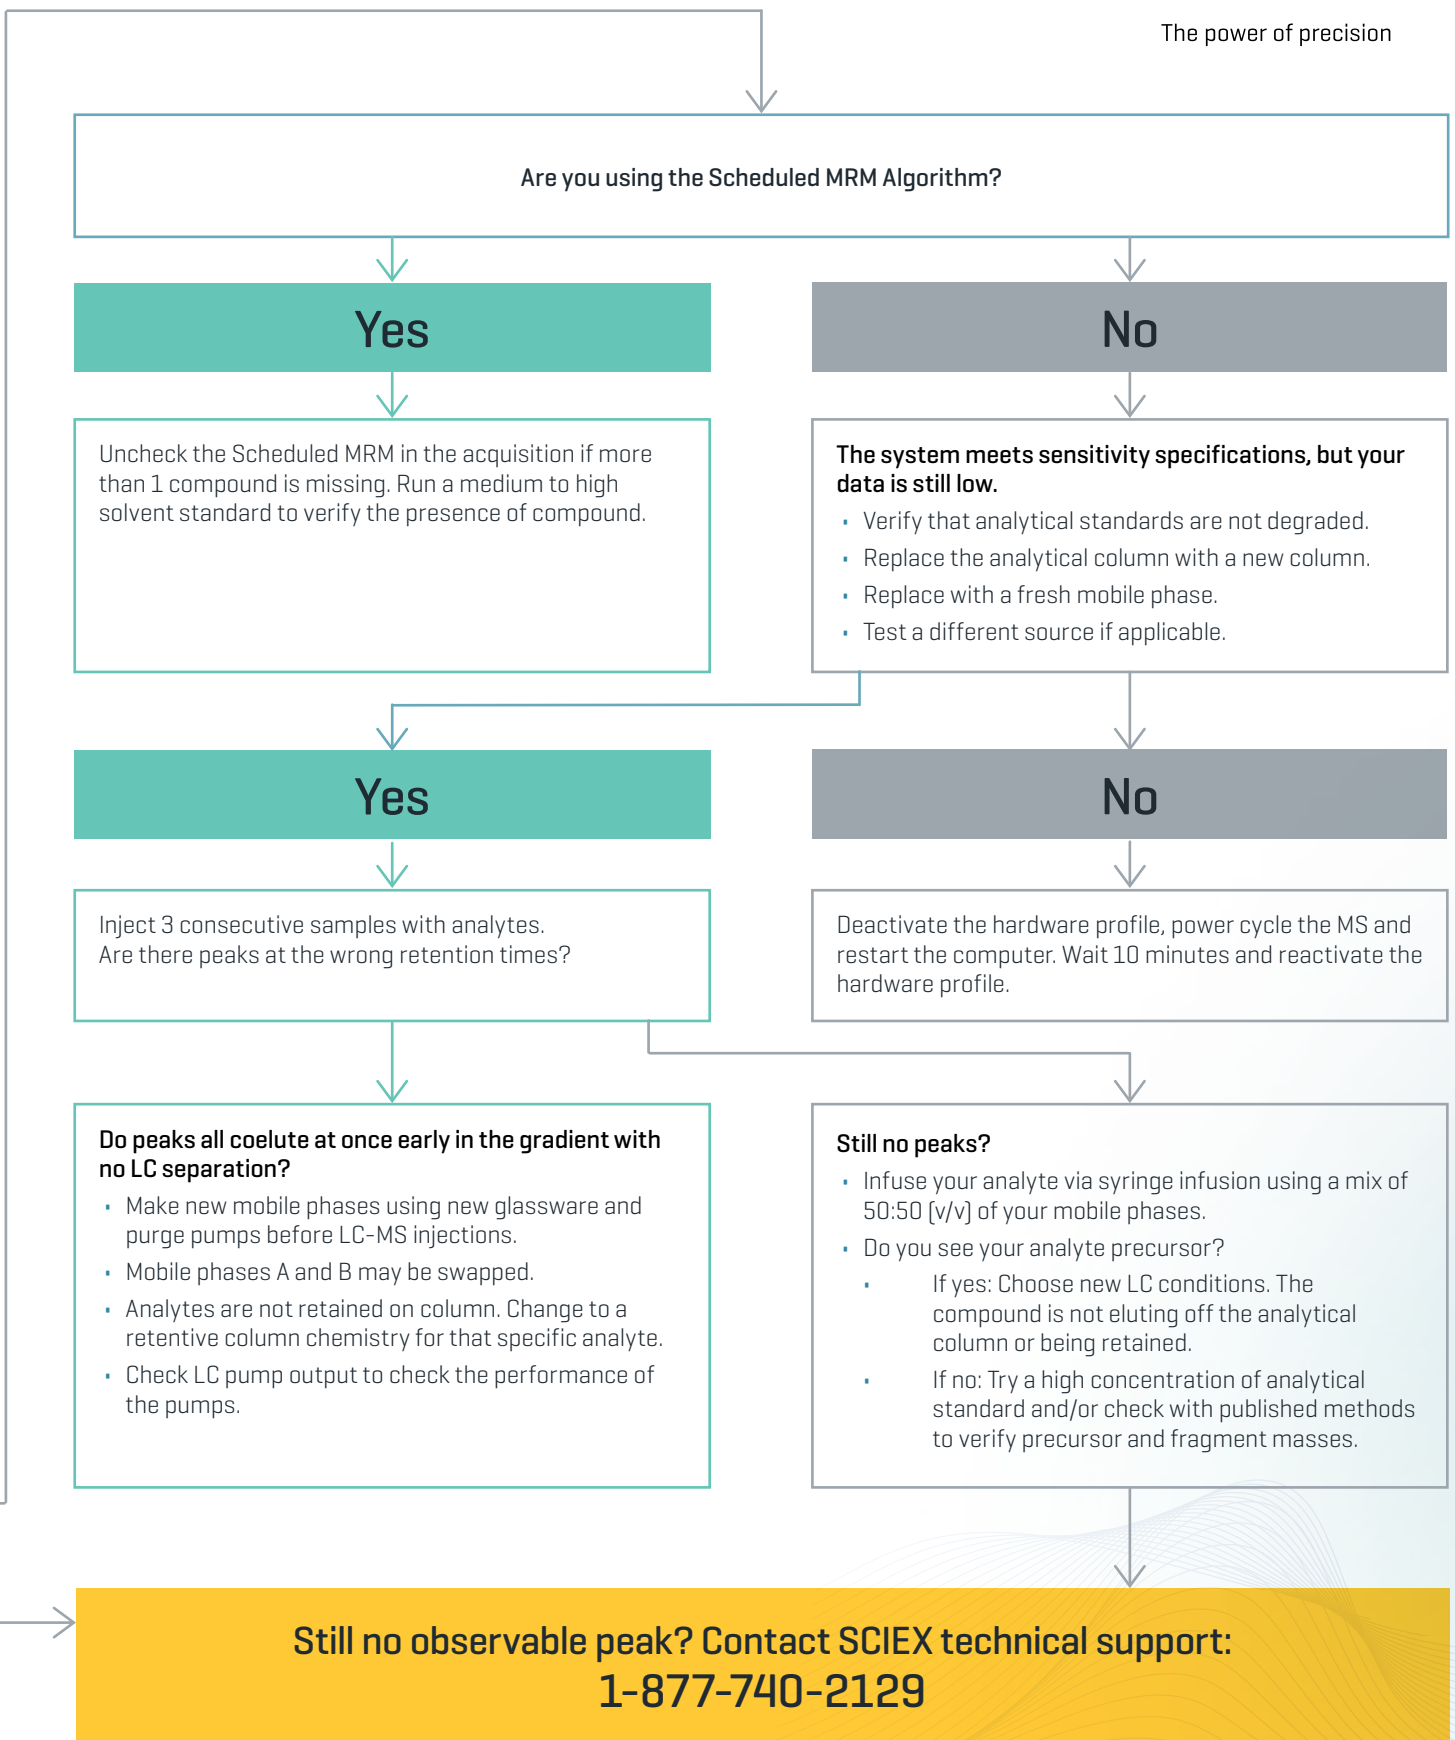 The power of precision
Are you using the Scheduled MRM Algorithm?
Yes
No
Uncheck the Scheduled MRM in the acquisition if more
than 1 compound is missing. Run a medium to high
solvent standard to verify the presence of compound.
The system meets sensitivity specifications, but your
data is still low.
· Verify that analytical standards are not degraded.
· Replace the analytical column with a new column.
· Replace with a fresh mobile phase.
· Test a different source if applicable.
Yes
No
Inject 3 consecutive samples with analytes.
Are there peaks at the wrong retention times?
Deactivate the hardware profile, power cycle the MS and
restart the computer. Wait 10 minutes and reactivate the
hardware profile.
Do peaks all coelute at once early in the gradient with
no LC separation?
· Make new mobile phases using new glassware and
purge pumps before LC-MS injections.
· Mobile phases A and B may be swapped.
· Analytes are not retained on column. Change to a
retentive column chemistry for that specific analyte.
· Check LC pump output to check the performance of
the pumps.
Still no peaks?
· Infuse your analyte via syringe infusion using a mix of
50:50 (v/v) of your mobile phases.
· Do you see your analyte precursor?
· If yes: Choose new LC conditions. The
compound is not eluting off the analytical
column or being retained.
· If no: Try a high concentration of analytical
standard and/or check with published methods
to verify precursor and fragment masses.
Still no observable peak? Contact SCIEX technical support:
1-877-740-2129